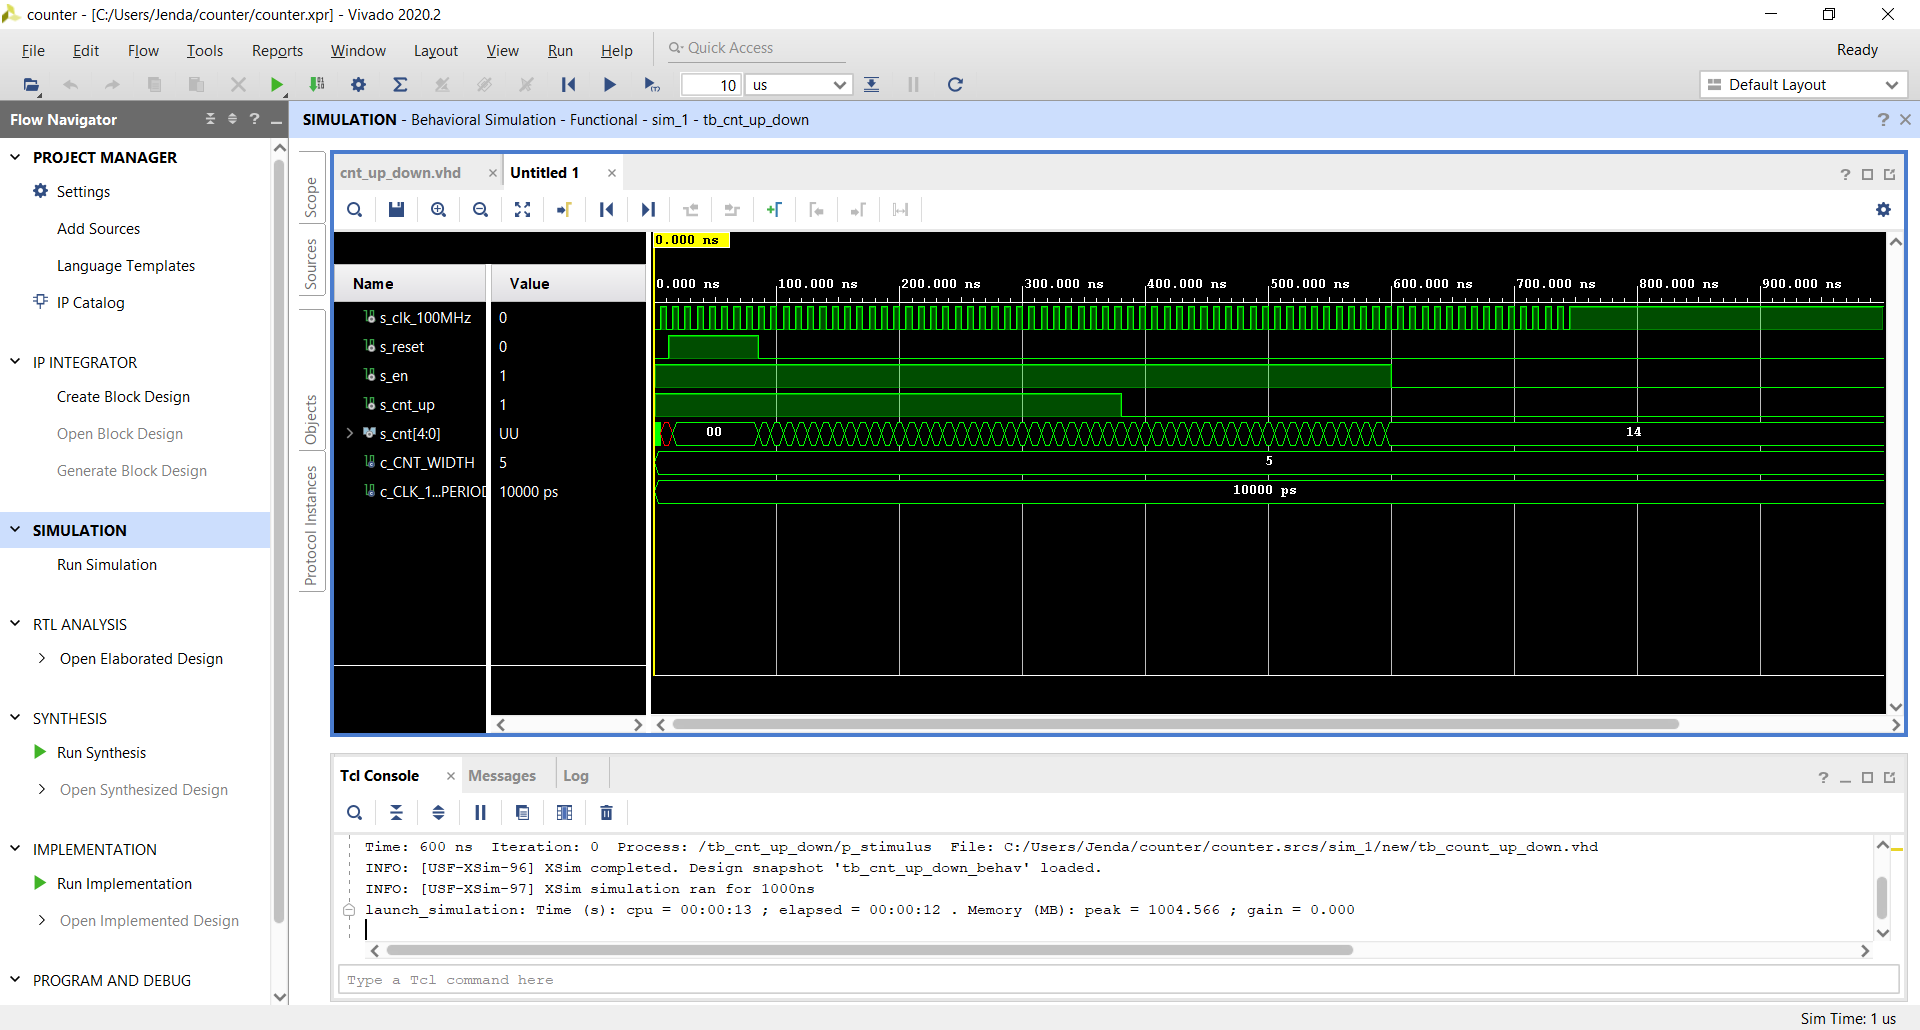 counter - [C:/Users/Jenda/counter/counter.xpr] - Vivado 2020.2
File Edit Flow Tools Reports Window Layout View Run Help Quick Access Ready
10 us Default Layout
Flow Navigator ? SIMULATION - Behavioral Simulation - Functional - sim_1 - tb_cnt_up_down ?
PROJECT MANAGER
Settings
Add Sources
Language Templates
IP Catalog
IP INTEGRATOR
Create Block Design
Open Block Design
Generate Block Design
SIMULATION
Run Simulation
RTL ANALYSIS
Open Elaborated Design
SYNTHESIS
Run Synthesis
Open Synthesized Design
IMPLEMENTATION
Run Implementation
Open Implemented Design
PROGRAM AND DEBUG
Scope
Sources
Objects
Protocol Instances
cnt_up_down.vhd Untitled 1 ?
0.000 ns
Name Value
0.000 ns 100.000 ns 200.000 ns 300.000 ns 400.000 ns 500.000 ns 600.000 ns 700.000 ns 800.000 ns 900.000 ns
s_clk_100MHz 0
s_reset 0
s_en 1
s_cnt_up 1
s_cnt[4:0] UU 00 14
c_CNT_WIDTH 5 5
c_CLK_1...PERIOD 10000 ps 10000 ps
Tcl Console Messages Log ?
Time: 600 ns Iteration: 0 Process: /tb_cnt_up_down/p_stimulus File: C:/Users/Jenda/counter/counter.srcs/sim_1/new/tb_count_up_down.vhd
INFO: [USF-XSim-96] XSim completed. Design snapshot 'tb_cnt_up_down_behav' loaded.
INFO: [USF-XSim-97] XSim simulation ran for 1000ns
launch_simulation: Time (s): cpu = 00:00:13 ; elapsed = 00:00:12 . Memory (MB): peak = 1004.566 ; gain = 0.000
Type a Tcl command here
Sim Time: 1 us